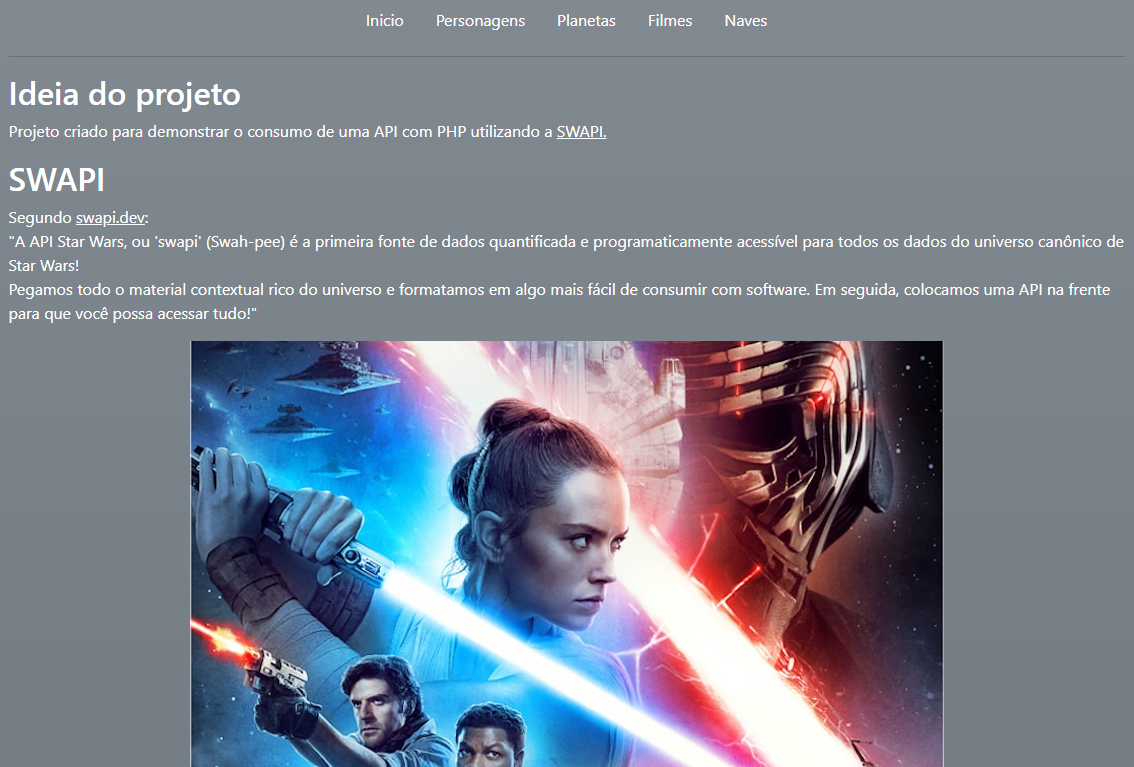 Inicio Personagens Planetas Filmes Naves
Ideia do projeto
Projeto criado para demonstrar o consumo de uma API com PHP utilizando a SWAPI.
SWAPI
Segundo swapi.dev:
"A API Star Wars, ou 'swapi' (Swah-pee) é a primeira fonte de dados quantificada e programaticamente acessível para todos os dados do universo canônico de
Star Wars!
Pegamos todo o material contextual rico do universo e formatamos em algo mais fácil de consumir com software. Em seguida, colocamos uma API na frente
para que você possa acessar tudo!"